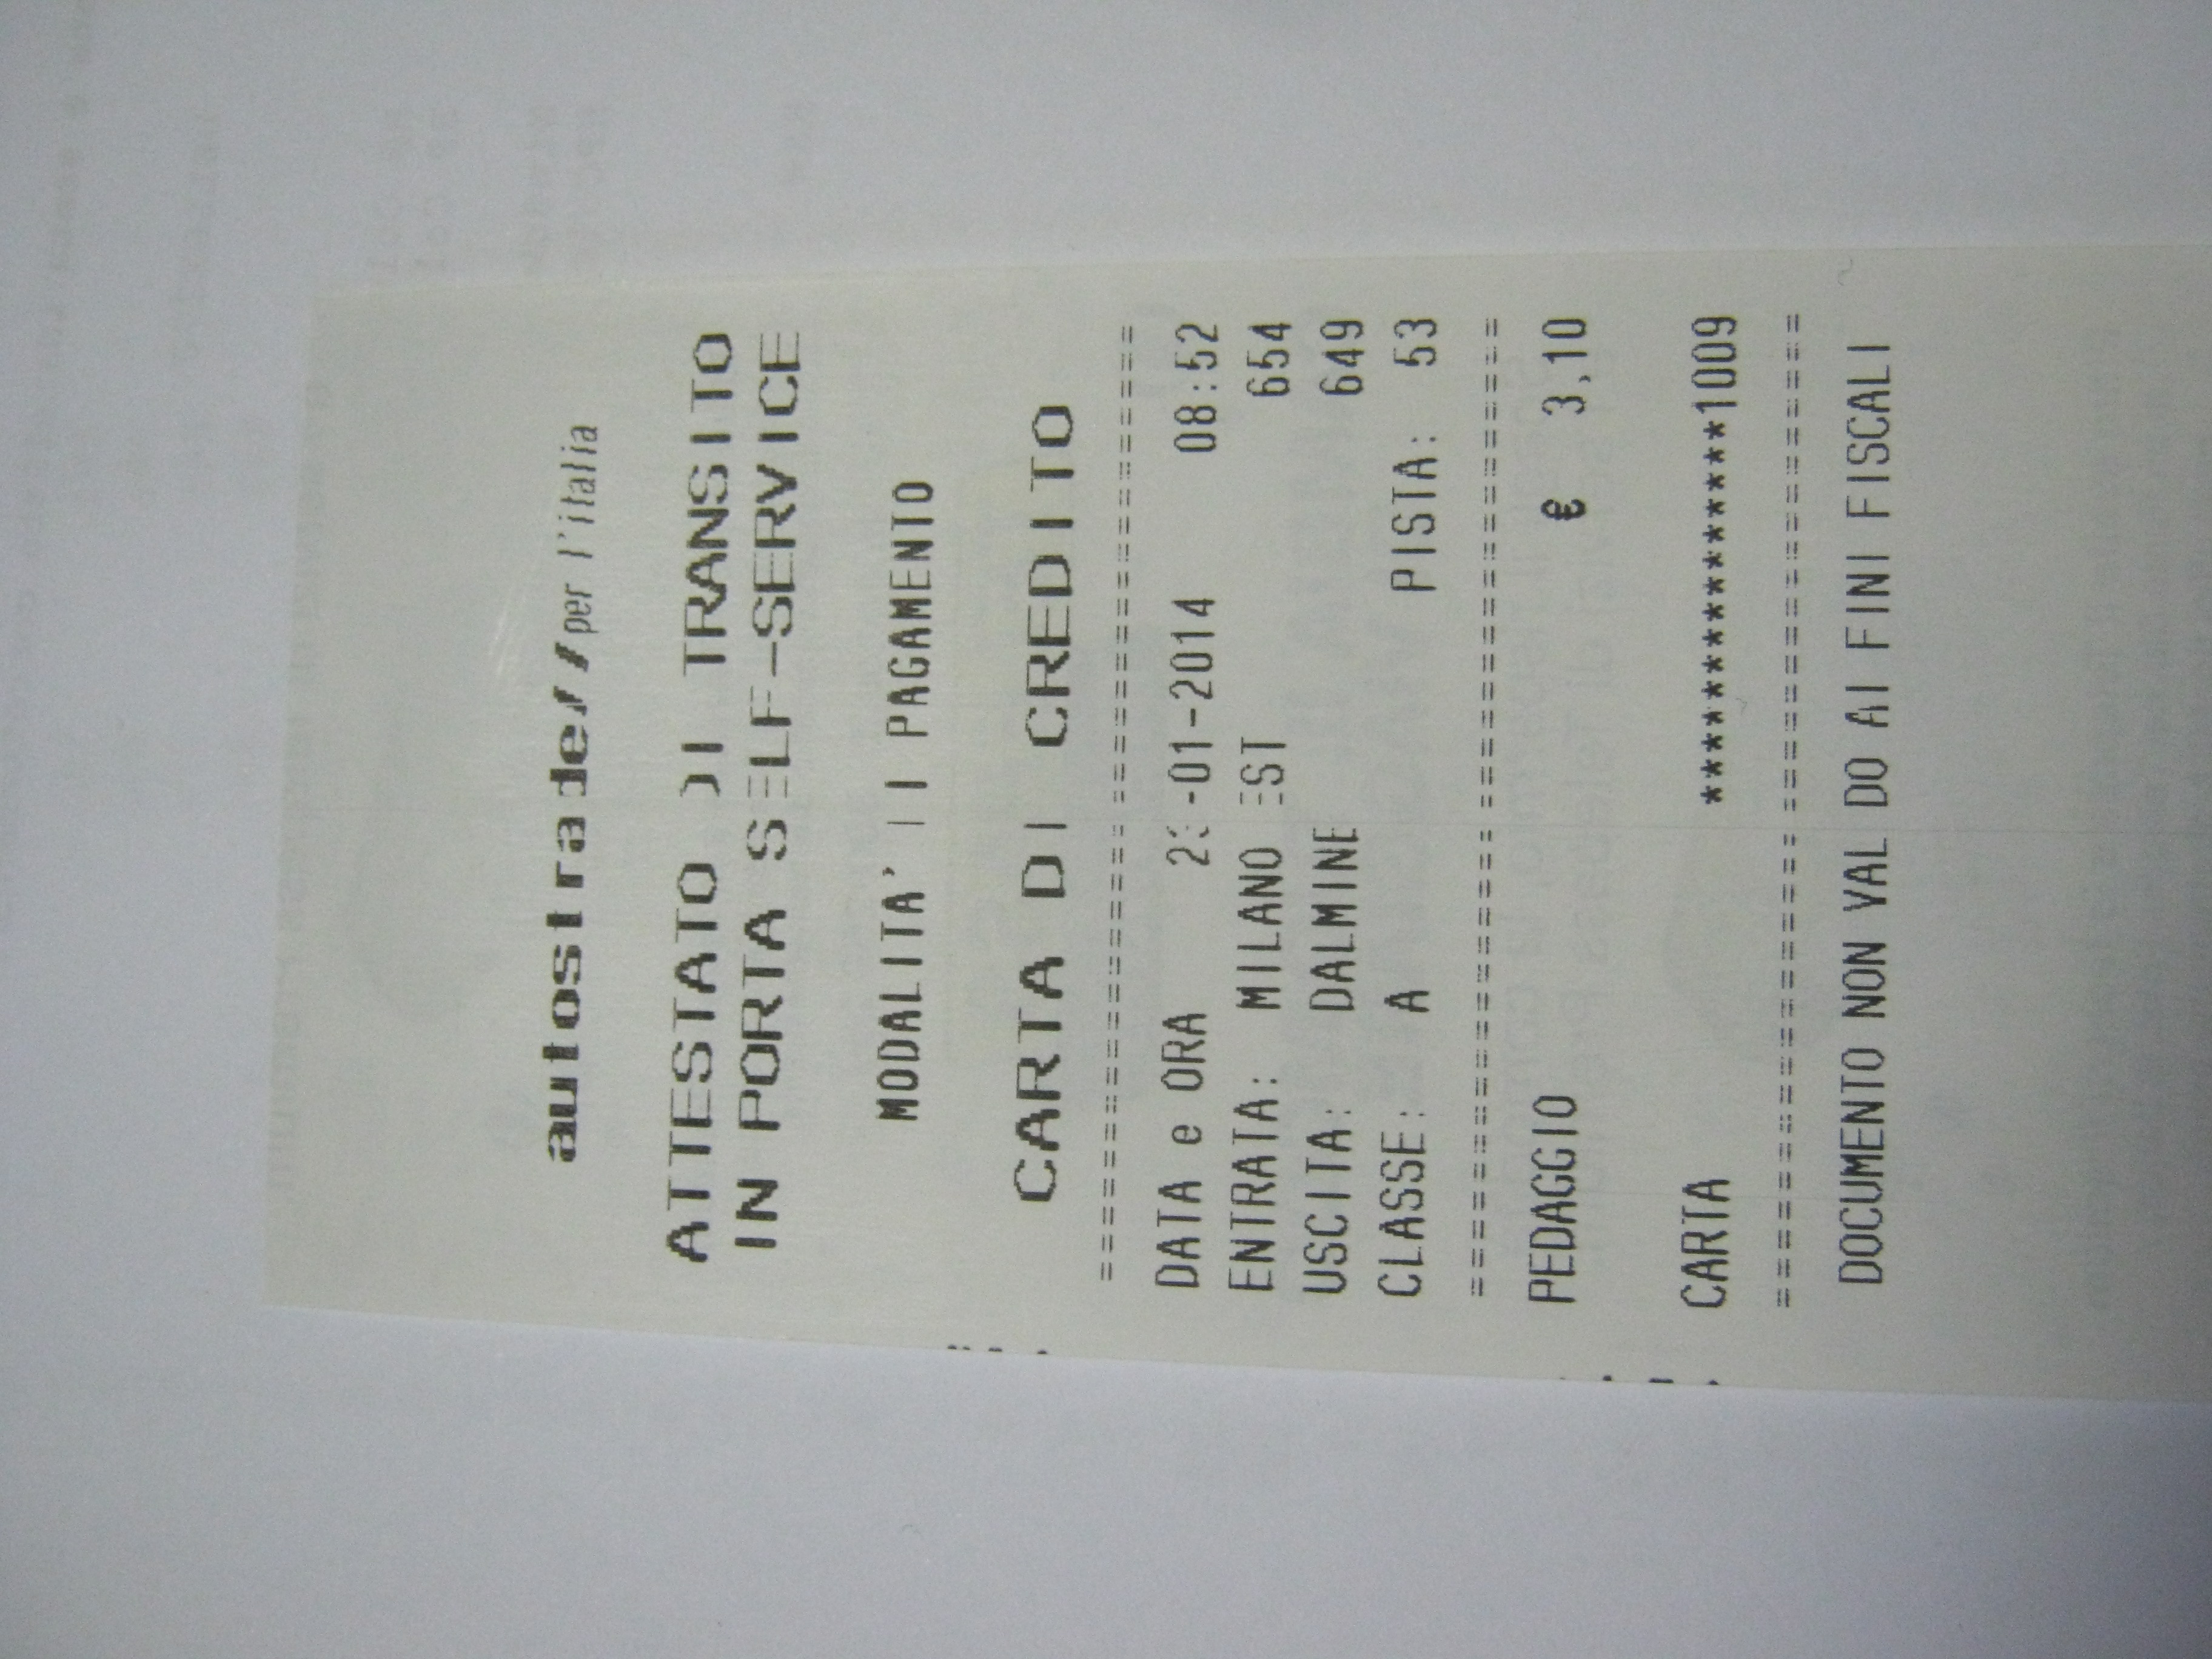 autostrade//per l'italia
ATTESTATO DI TRANSITO
IN PORTA SELF-SERVICE
MODALITA' DI PAGAMENTO
CARTA DI CREDITO
========================================
DATA e ORA 08:52
ENTRATA: MILANO EST 654
USCITA: DALMINE 649
CLASSE: A PISTA: 53
========================================
PEDAGGIO € 3,10
CARTA ***************1009
========================================
DOCUMENTO NON VALIDO AI FINI FISCALI